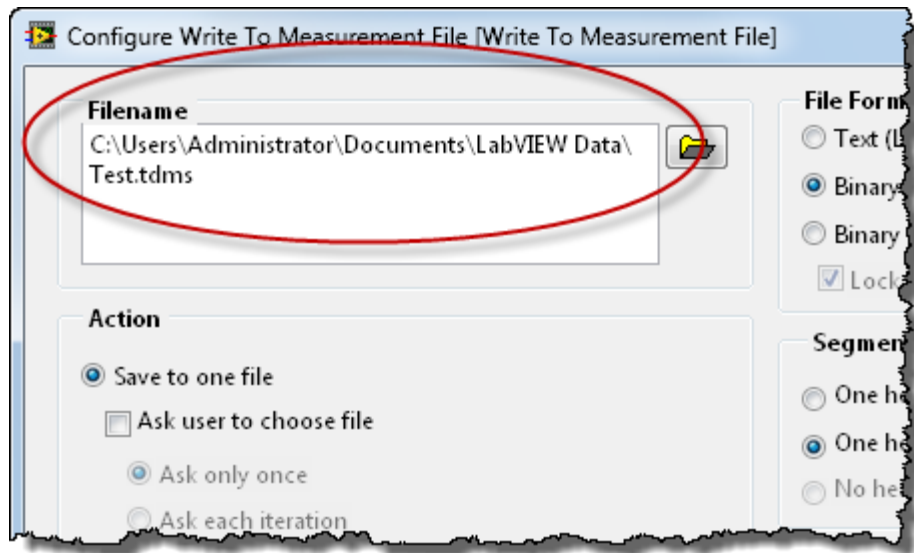 Configure Write To Measurement File [Write To Measurement File]
Filename
C:\Users\Administrator\Documents\LabVIEW Data\
Test.tdms
File Form
Text (L
Binary
Binary
Lock
Action
Save to one file
Ask user to choose file
Ask only once
Ask each iteration
Segmen
One he
One he
No he